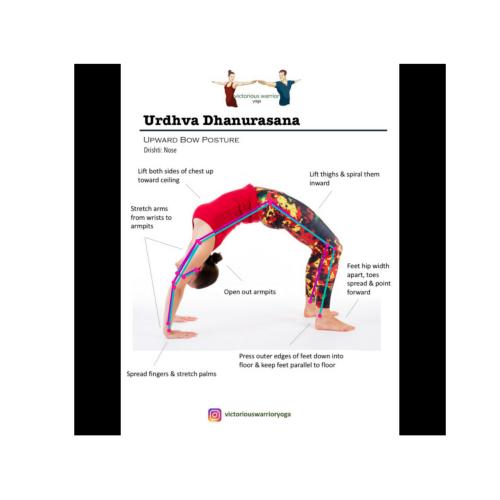 victorious warrior
yoga
Urdhva Dhanurasana
UPWARD BOW POSTURE
Drishti: Nose
Lift both sides of chest up
toward ceiling
Lift thighs & spiral them
inward
Stretch arms
from wrists to
armpits
Feet hip width
apart, toes
spread & point
forward
Open out armpits
Press outer edges of feet down into
floor & keep feet parallel to floor
Spread fingers & stretch palms
victoriouswarrioryoga